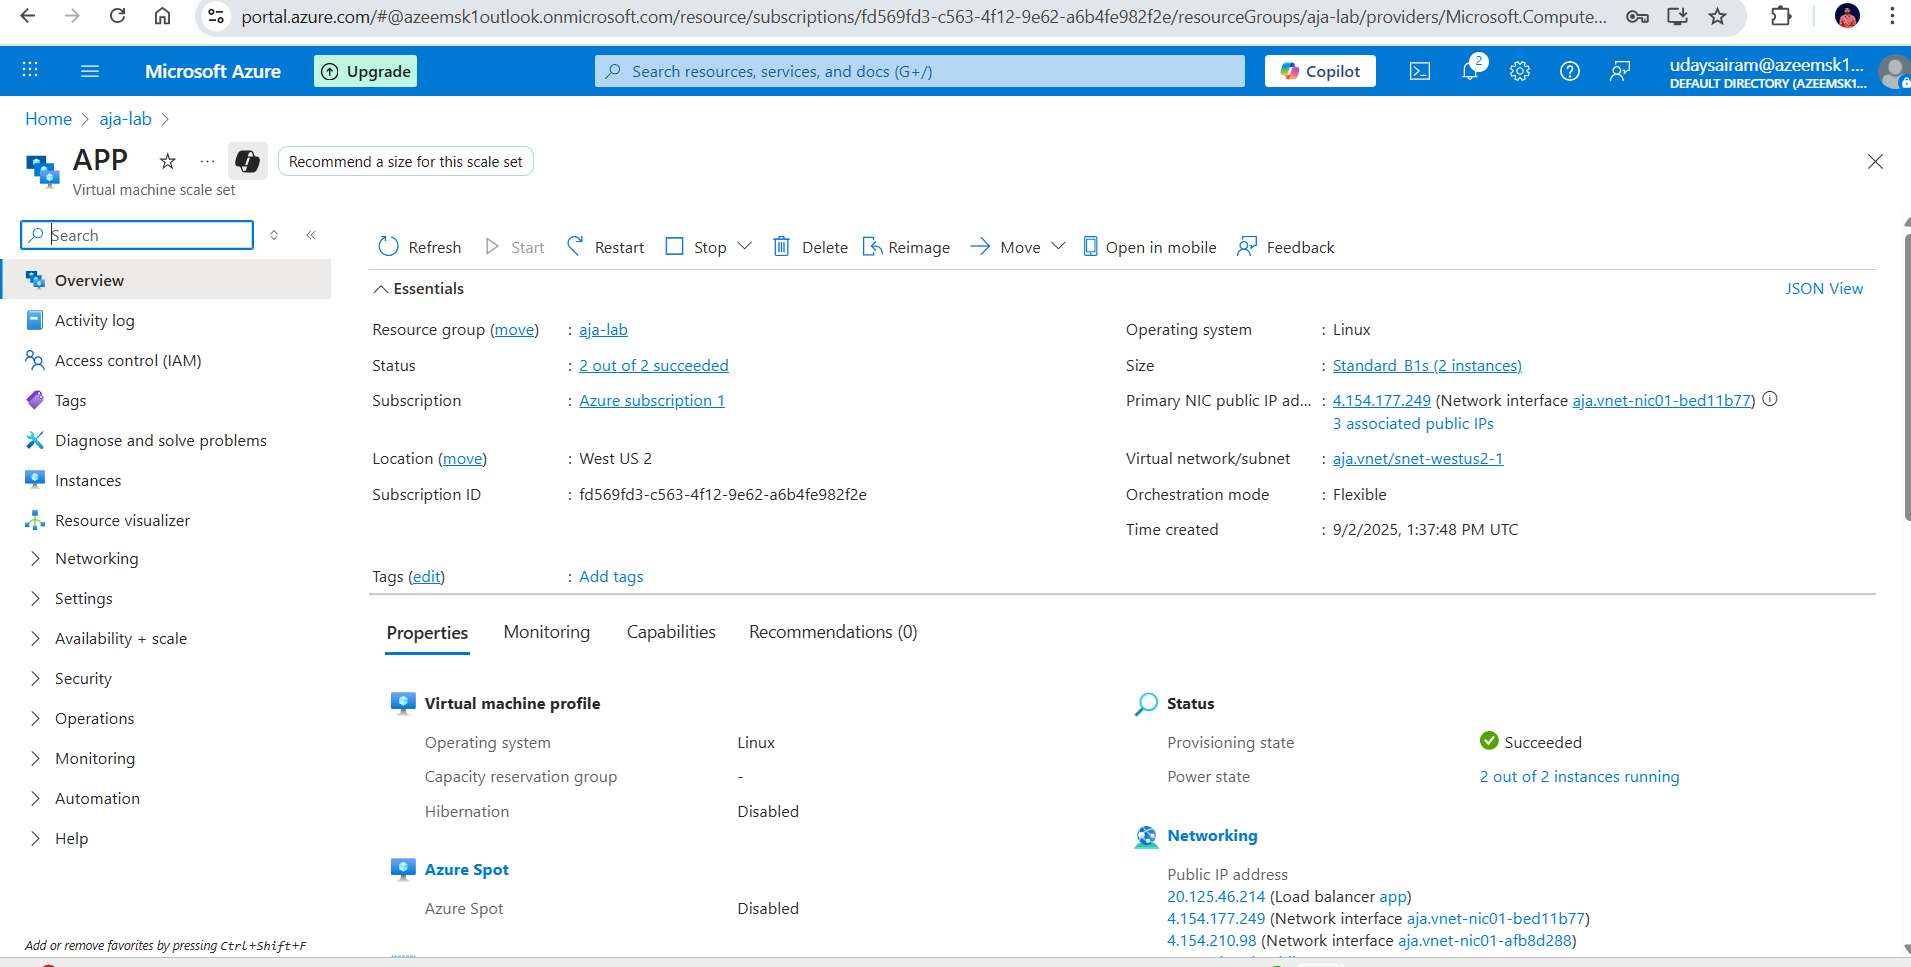 portal.azure.com/#@azeemsk1outlook.onmicrosoft.com/resource/subscriptions/fd569fd3-c563-4f12-9e62-a6b4fe982f2e/resourceGroups/aja-lab/providers/Microsoft.Compute...
Microsoft Azure
Upgrade
Search resources, services, and docs (G+/)
Copilot
2
udaysairam@azeemsk1...
DEFAULT DIRECTORY (AZEEMSK1...
Home > aja-lab >
APP
Recommend a size for this scale set
Virtual machine scale set
Search
Overview
Activity log
Access control (IAM)
Tags
Diagnose and solve problems
Instances
Resource visualizer
Networking
Settings
Availability + scale
Security
Operations
Monitoring
Automation
Help
Add or remove favorites by pressing Ctrl+Shift+F
Refresh Start Restart Stop Delete Reimage Move Open in mobile Feedback
Essentials
JSON View
Resource group (move) : aja-lab
Status : 2 out of 2 succeeded
Subscription : Azure subscription 1
Location (move) : West US 2
Subscription ID : fd569fd3-c563-4f12-9e62-a6b4fe982f2e
Operating system : Linux
Size : Standard_B1s (2 instances)
Primary NIC public IP ad... : 4.154.177.249 (Network interface aja.vnet-nic01-bed11b77)
3 associated public IPs
Virtual network/subnet : aja.vnet/snet-westus2-1
Orchestration mode : Flexible
Time created : 9/2/2025, 1:37:48 PM UTC
Tags (edit) : Add tags
Properties Monitoring Capabilities Recommendations (0)
Virtual machine profile
Operating system Linux
Capacity reservation group -
Hibernation Disabled
Azure Spot
Azure Spot Disabled
Status
Provisioning state Succeeded
Power state 2 out of 2 instances running
Networking
Public IP address
20.125.46.214 (Load balancer app)
4.154.177.249 (Network interface aja.vnet-nic01-bed11b77)
4.154.210.98 (Network interface aja.vnet-nic01-afb8d288)